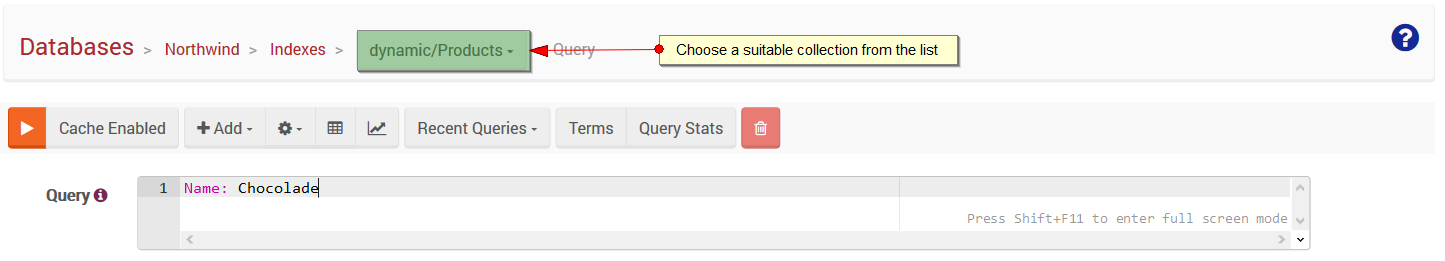 Databases > Northwind > Indexes > dynamic/Products Query Choose a suitable collection from the list
Cache Enabled Add Recent Queries Terms Query Stats
Query 1 Name: Chocolade
Press Shift+F11 to enter full screen mode